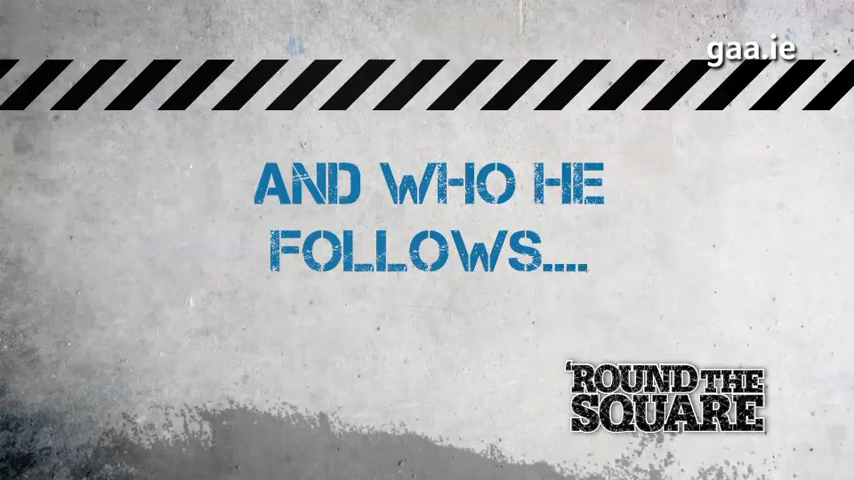 gaa.ie
AND WHO HE
FOLLOWS....
'ROUND THE
SQUARE